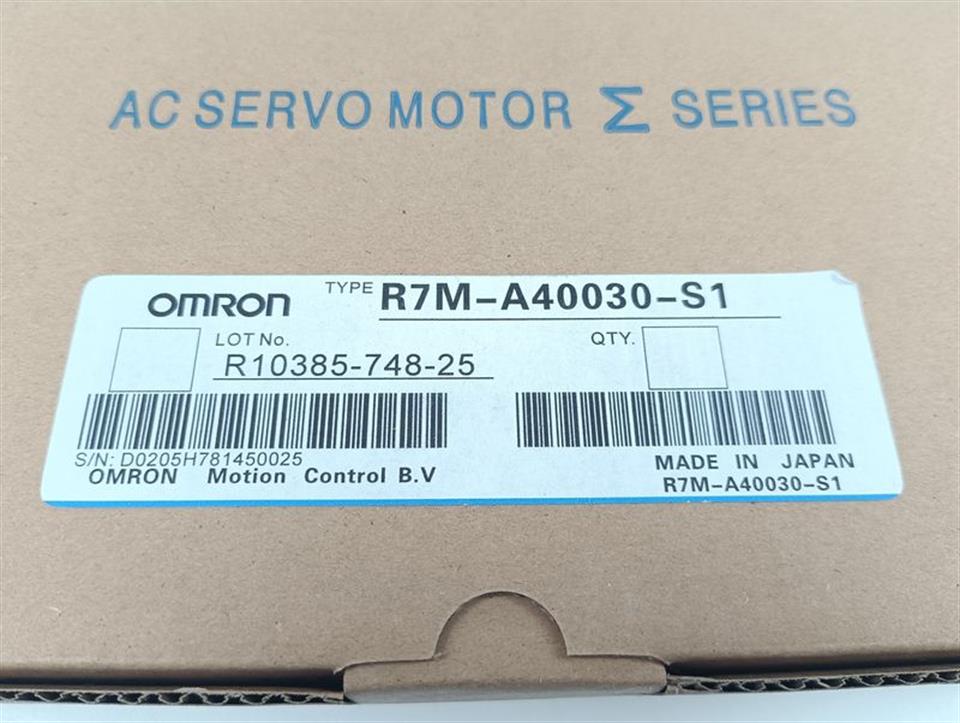 AC SERVO MOTOR Σ SERIES
OMRON TYPE R7M-A40030-S1
LOT No. QTY.
R10385-748-25
S/N: D0205H781450025
OMRON Motion Control B.V
MADE IN JAPAN
R7M-A40030-S1